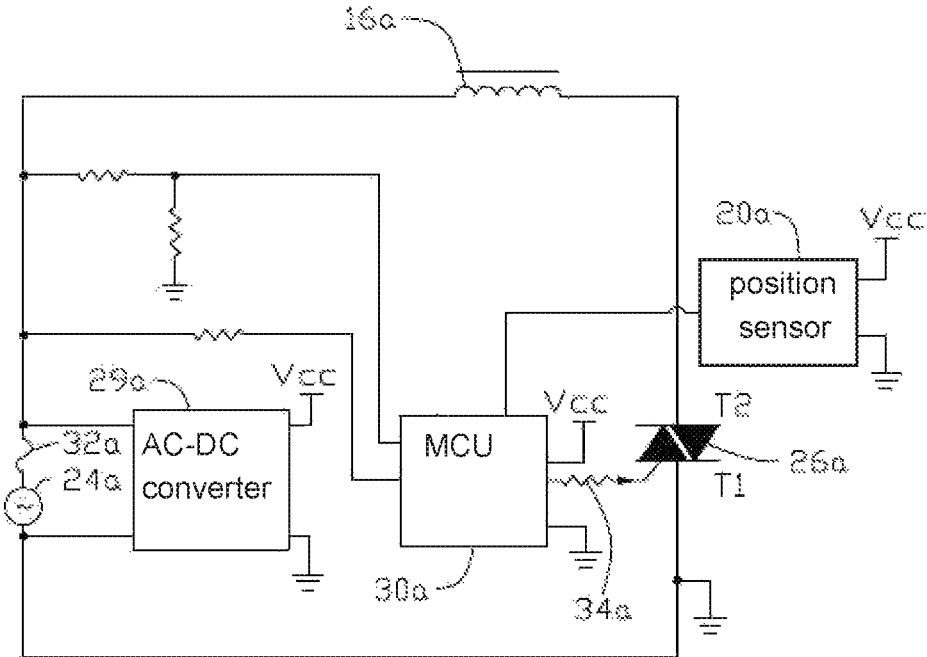 16a
20a
Vcc
position
sensor
29a
Vcc
32a
AC-DC
converter
24a
MCU
Vcc
T2
26a
T1
30a
34a